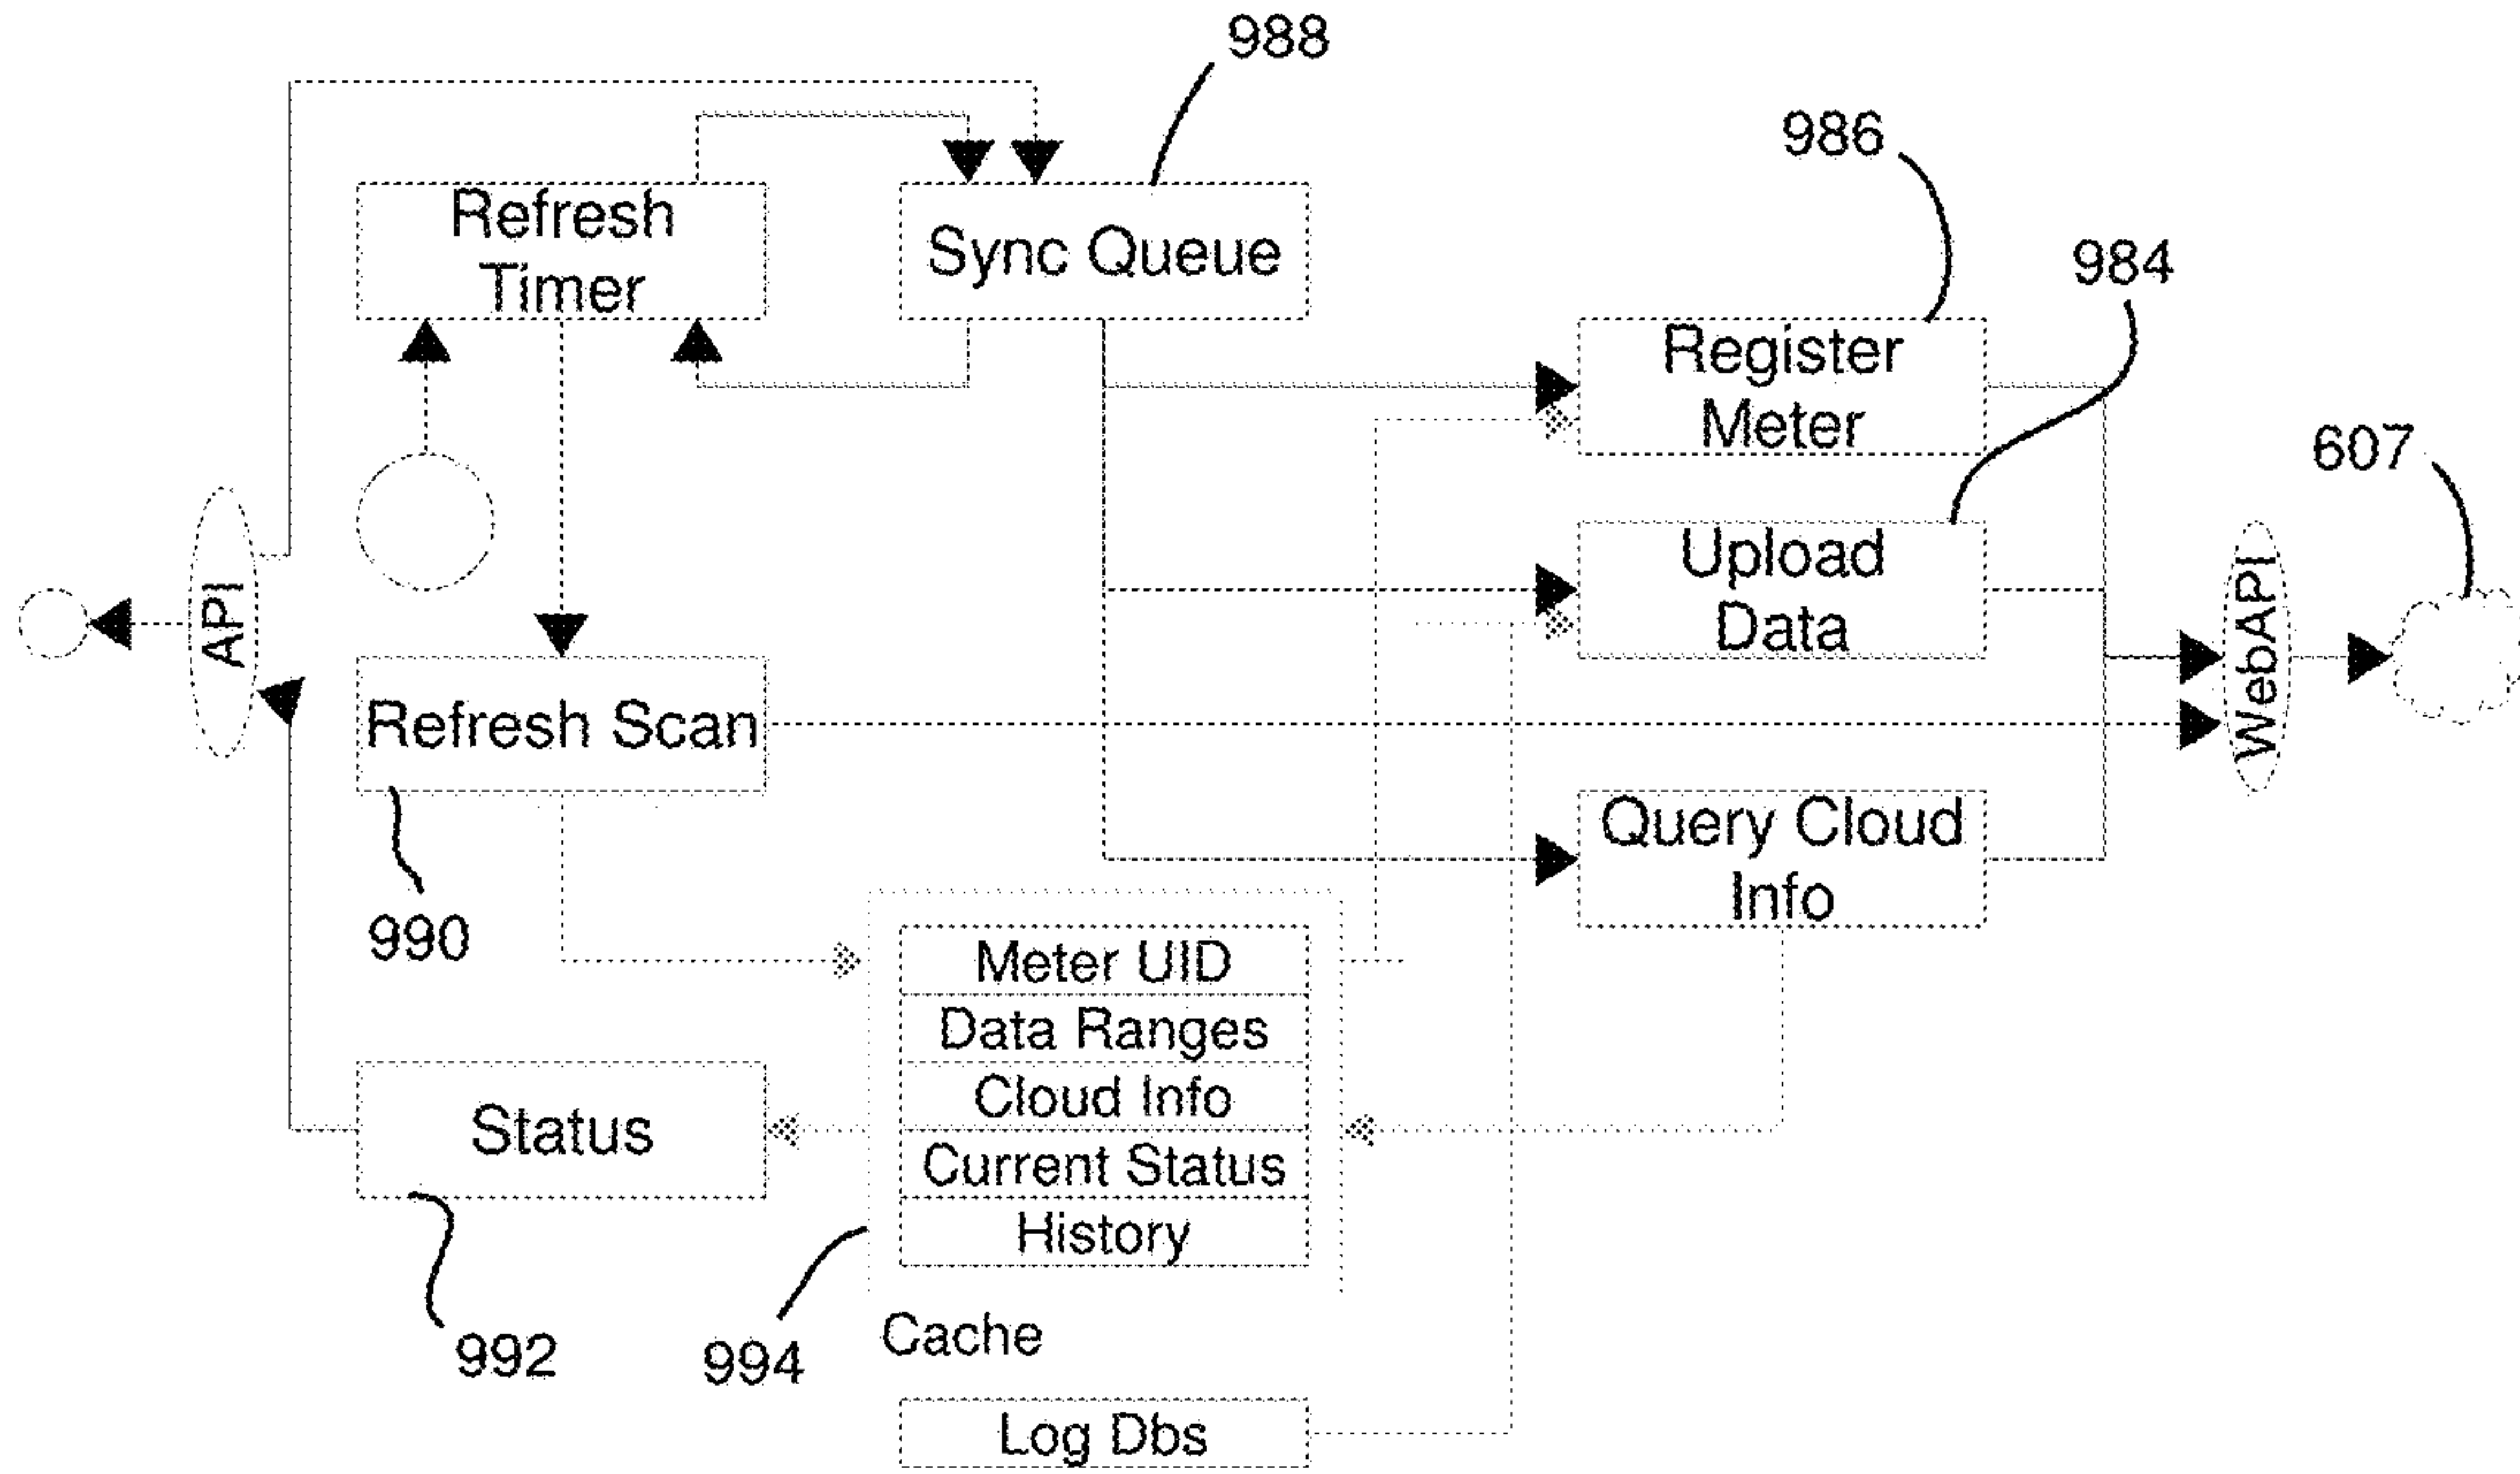 988
986
Refresh
Timer
Sync Queue
984
Register
Meter
607
Upload
Data
API
WebAPI
Refresh Scan
Query Cloud
Info
990
Meter UID
Data Ranges
Cloud Info
Current Status
History
Status
992
994
Cache
Log Dbs